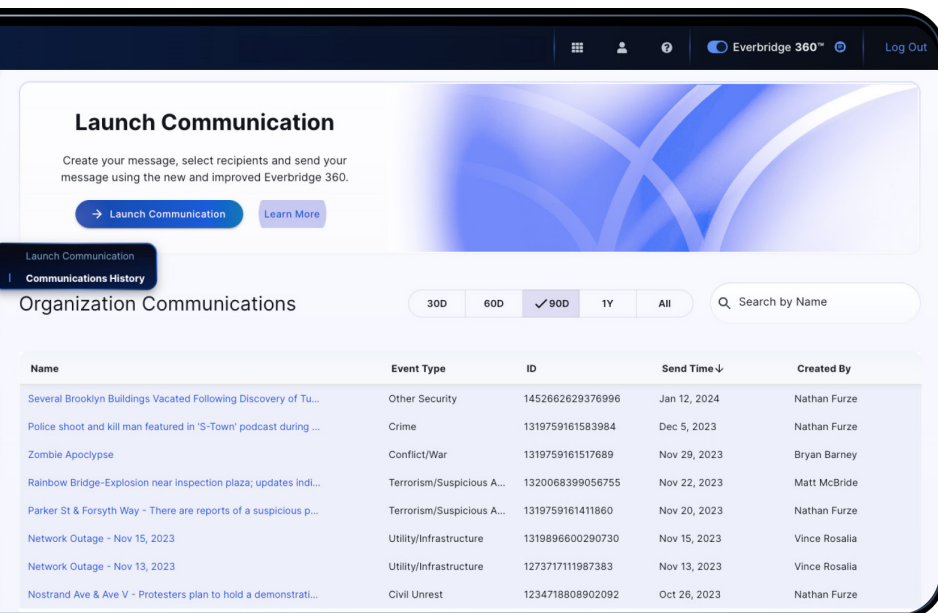 Everbridge 360™
Log Out
Launch Communication
Create your message, select recipients and send your
message using the new and improved Everbridge 360.
→ Launch Communication
Learn More
Launch Communication
Communications History
Organization Communications
30D
60D
✓90D
1Y
All
Search by Name
Name Event Type ID Send Time↓ Created By
Several Brooklyn Buildings Vacated Following Discovery of Tu... Other Security 1452662629376996 Jan 12, 2024 Nathan Furze
Police shoot and kill man featured in 'S-Town' podcast during ... Crime 1319759161583984 Dec 5, 2023 Nathan Furze
Zombie Apoclypse Conflict/War 1319759161517689 Nov 29, 2023 Bryan Barney
Rainbow Bridge-Explosion near inspection plaza; updates indi... Terrorism/Suspicious A... 1320068399056755 Nov 22, 2023 Matt McBride
Parker St & Forsyth Way - There are reports of a suspicious p... Terrorism/Suspicious A... 1319759161411860 Nov 20, 2023 Nathan Furze
Network Outage - Nov 15, 2023 Utility/Infrastructure 1319896600290730 Nov 15, 2023 Vince Rosalia
Network Outage - Nov 13, 2023 Utility/Infrastructure 1273717111987383 Nov 13, 2023 Vince Rosalia
Nostrand Ave & Ave V - Protesters plan to hold a demonstrati... Civil Unrest 1234718808902092 Oct 26, 2023 Nathan Furze